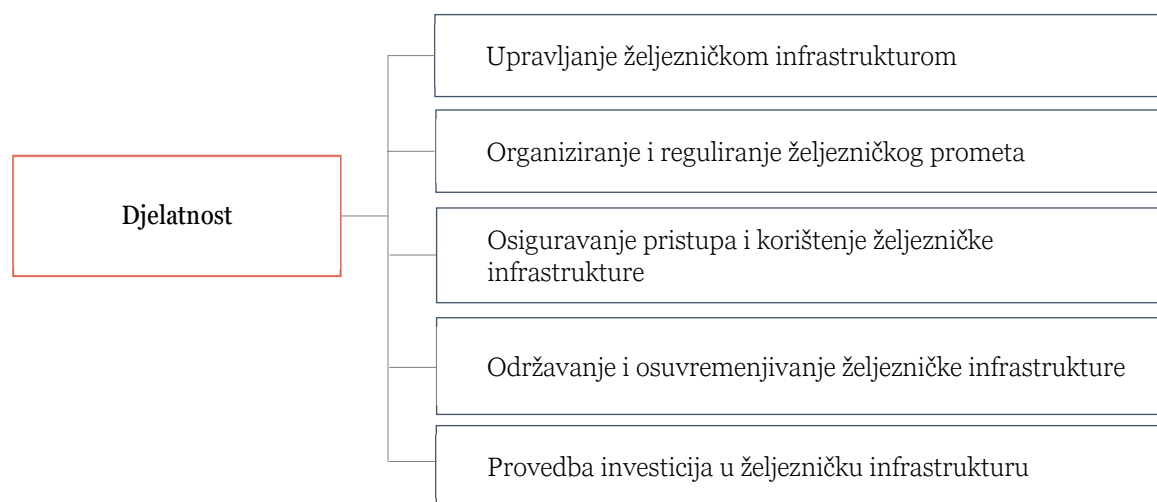 Upravljanje željezničkom infrastrukturom
Organiziranje i reguliranje željezničkog prometa
Djelatnost
Osiguravanje pristupa i korištenje željezničke
infrastrukture
Održavanje i osuvremenjivanje željezničke infrastrukture
Provedba investicija u željezničku infrastrukturu